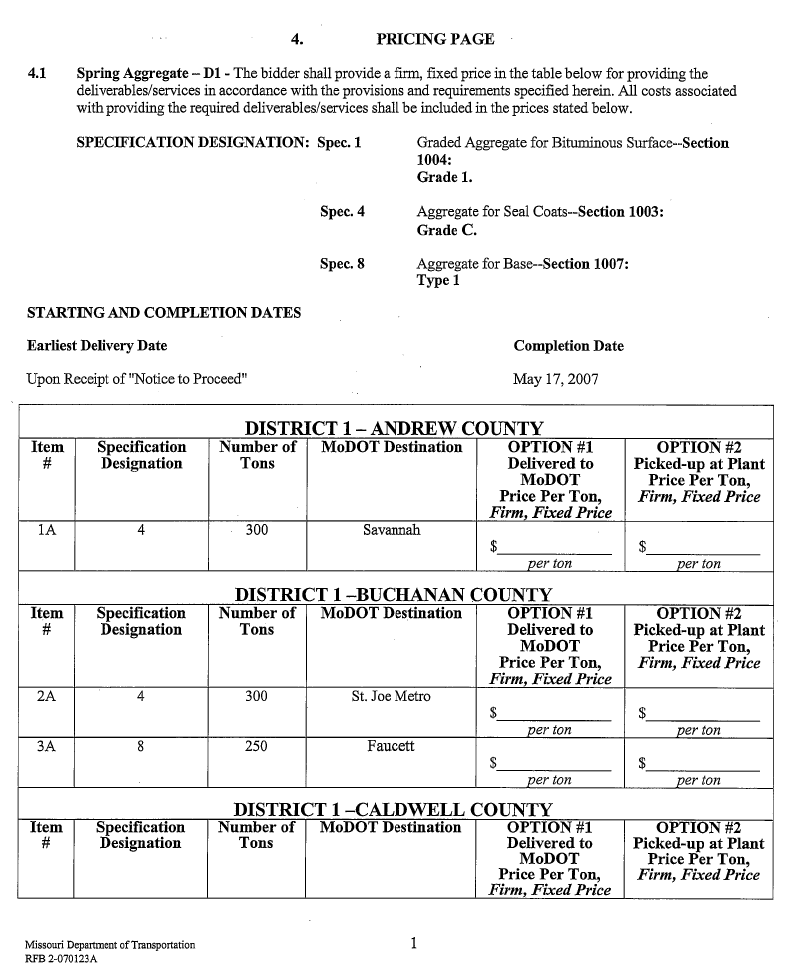 4. PRICING PAGE
4.1 Spring Aggregate – D1 - The bidder shall provide a firm, fixed price in the table below for providing the
deliverables/services in accordance with the provisions and requirements specified herein. All costs associated
with providing the required deliverables/services shall be included in the prices stated below.
SPECIFICATION DESIGNATION: Spec. 1 Graded Aggregate for Bituminous Surface--Section
1004:
Grade 1.
Spec. 4 Aggregate for Seal Coats--Section 1003:
Grade C.
Spec. 8 Aggregate for Base--Section 1007:
Type 1
STARTING AND COMPLETION DATES
Earliest Delivery Date Completion Date
Upon Receipt of "Notice to Proceed" May 17, 2007
DISTRICT 1 – ANDREW COUNTY
Item Specification Number of MoDOT Destination OPTION #1 OPTION #2
# Designation Tons Delivered to Picked-up at Plant
MoDOT Price Per Ton,
Price Per Ton, Firm, Fixed Price
Firm, Fixed Price
1A 4 300 Savannah
$____________ $____________
per ton per ton
DISTRICT 1 –BUCHANAN COUNTY
Item Specification Number of MoDOT Destination OPTION #1 OPTION #2
# Designation Tons Delivered to Picked-up at Plant
MoDOT Price Per Ton,
Price Per Ton, Firm, Fixed Price
Firm, Fixed Price
2A 4 300 St. Joe Metro
$____________ $____________
per ton per ton
3A 8 250 Faucett
$____________ $____________
per ton per ton
DISTRICT 1 –CALDWELL COUNTY
Item Specification Number of MoDOT Destination OPTION #1 OPTION #2
# Designation Tons Delivered to Picked-up at Plant
MoDOT Price Per Ton,
Price Per Ton, Firm, Fixed Price
Firm, Fixed Price
Missouri Department of Transportation 1
RFB 2-070123A